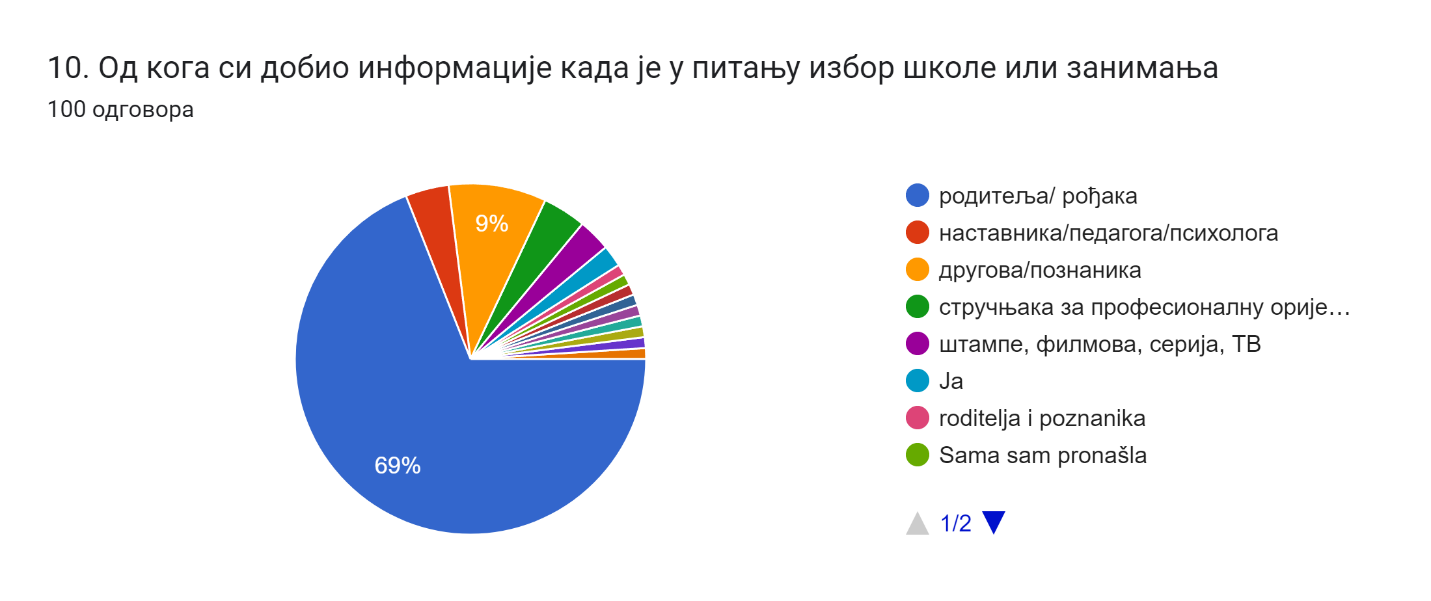 10. Од кога си добио информације када је у питању избор школе или занимања
100 одговора
9%
69%
родитеља/ рођака
наставника/педагога/психолога
другова/познаника
стручњака за професионалну орије…
штампе, филмова, серија, ТВ
Ја
roditelja i poznanika
Sama sam pronašla
1/2